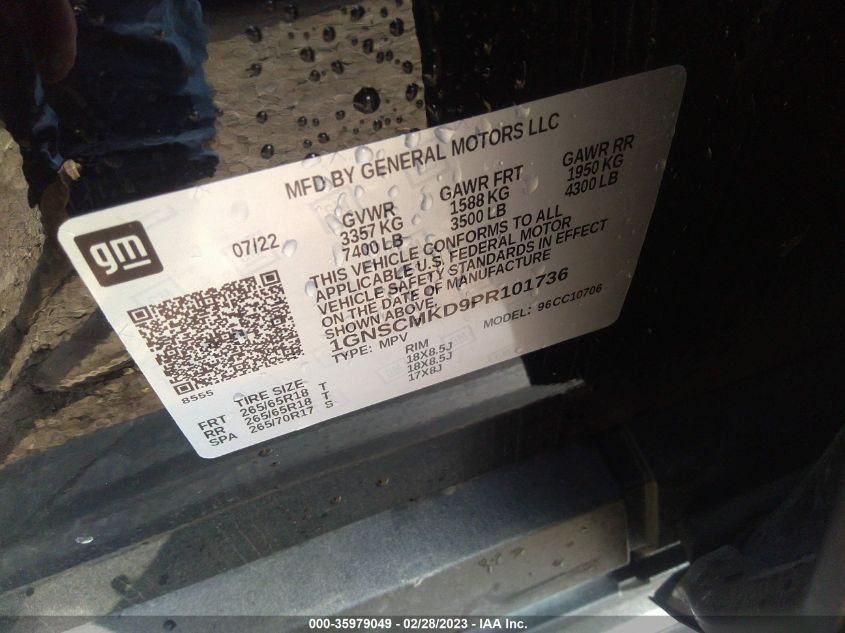 MFD BY GENERAL MOTORS LLC
gm
07/22
GVWR GAWR FRT GAWR RR
3357 KG 1588 KG 1950 KG
7400 LB 3500 LB 4300 LB
THIS VEHICLE CONFORMS TO ALL
APPLICABLE U.S. FEDERAL MOTOR
VEHICLE SAFETY STANDARDS IN EFFECT
ON THE DATE OF MANUFACTURE
SHOWN ABOVE.
1GNSCMKD9PR101736
TYPE: MPV MODEL: 96CC10706
8555
TIRE SIZE RIM
FRT 265/65R18 T 18X8.5J
RR 265/65R18 T 18X8.5J
SPA 265/70R17 S 17X8J
000-35979049 / 02/28/2023 - IAA Inc.